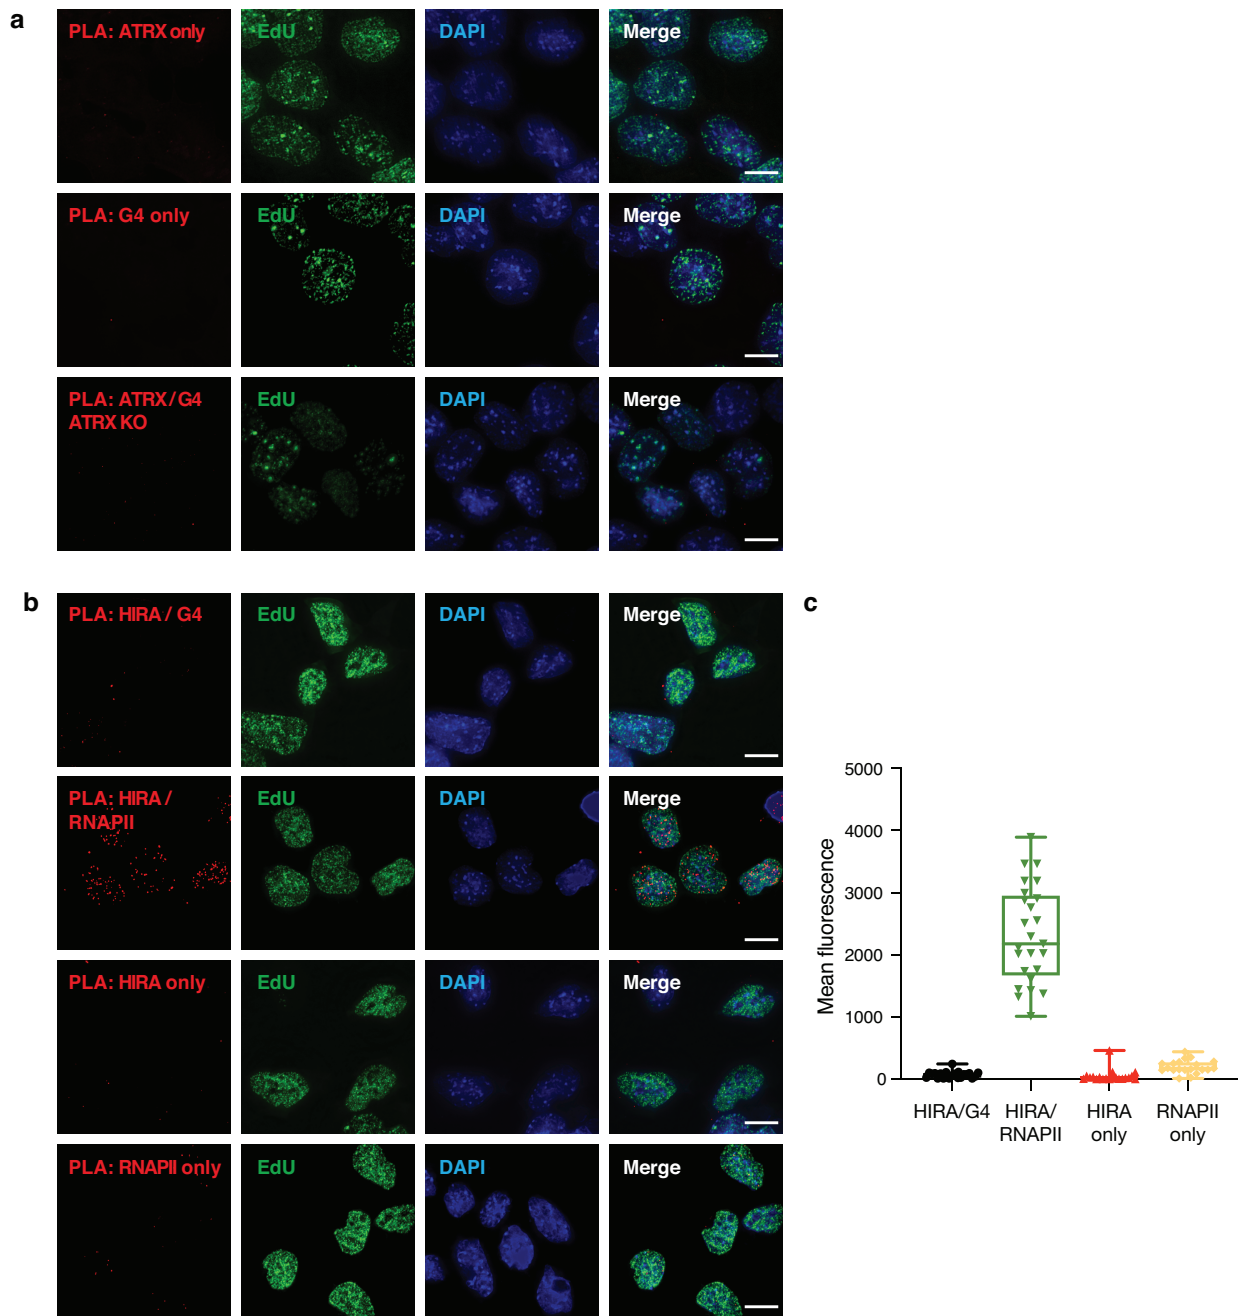 a
PLA: ATRX only
EdU
DAPI
Merge
PLA: G4 only
EdU
DAPI
Merge
PLA: ATRX/G4
ATRX KO
EdU
DAPI
Merge
b
PLA: HIRA/ G4
EdU
DAPI
Merge
PLA: HIRA/
RNAPII
EdU
DAPI
Merge
PLA: HIRA only
EdU
DAPI
Merge
PLA: RNAPII only
EdU
DAPI
Merge
c
Mean fluorescence
5000
4000
3000
2000
1000
0
HIRA/G4
HIRA/
RNAPII
HIRA
only
RNAPII
only